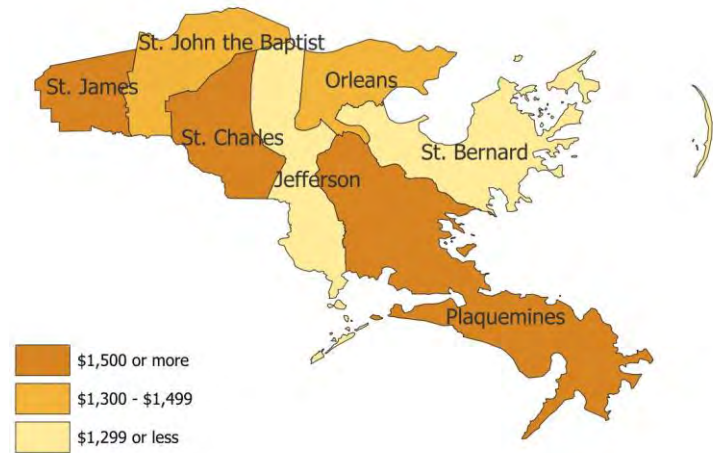 St. John the Baptist
St. James
Orleans
St. Charles
St. Bernard
Jefferson
Plaquemines
$1,500 or more
$1,300 - $1,499
$1,299 or less